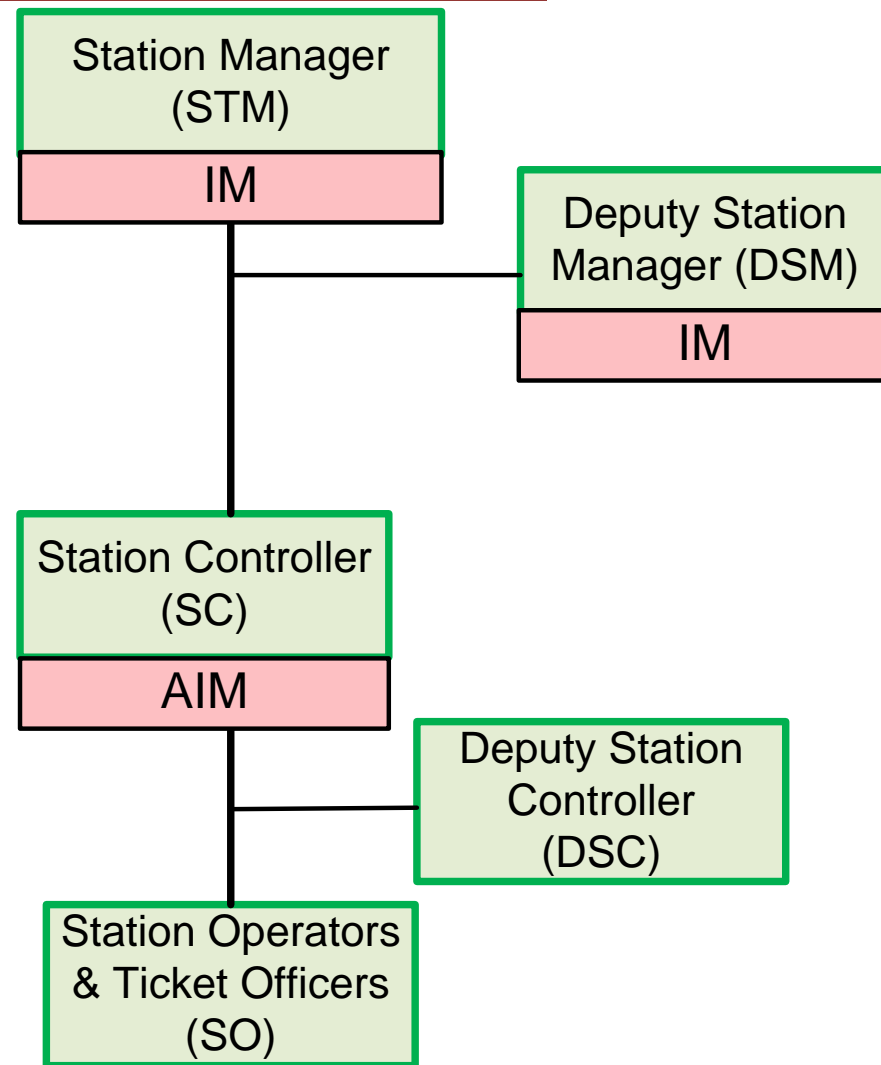 Station Manager
(STM)
IM
Deputy Station
Manager (DSM)
IM
Station Controller
(SC)
AIM
Deputy Station
Controller
(DSC)
Station Operators
& Ticket Officers
(SO)